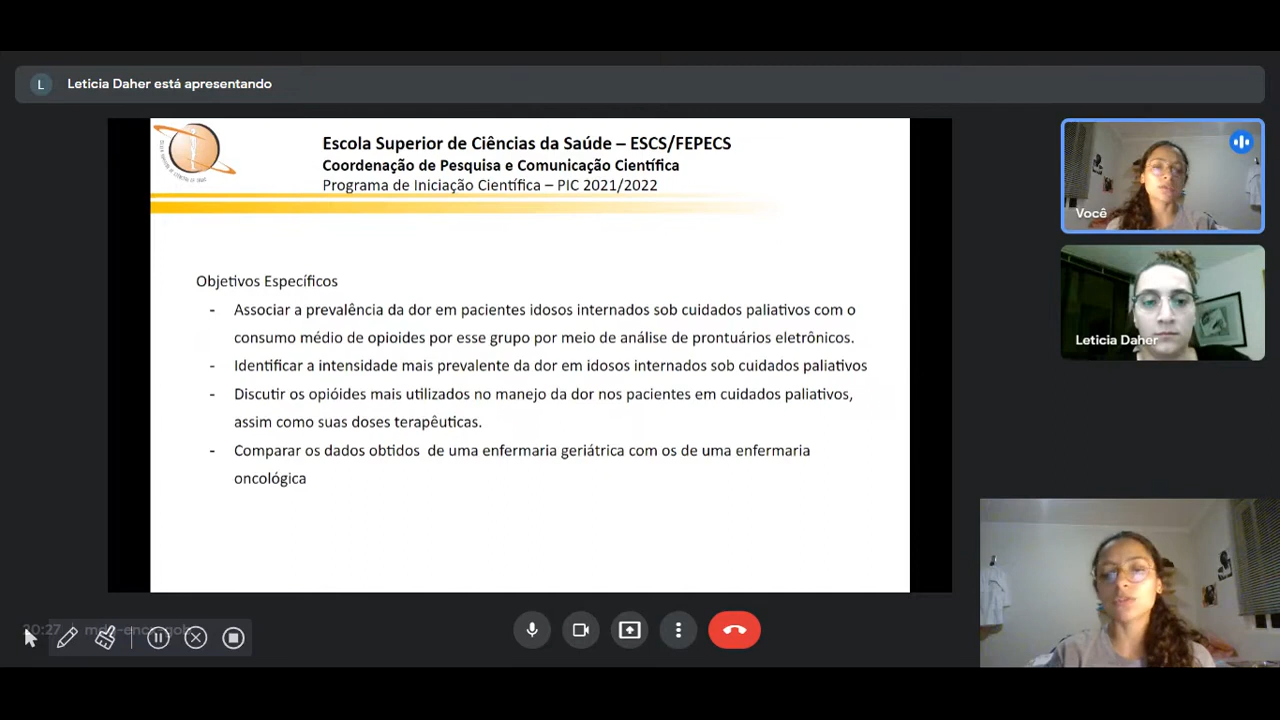 L Leticia Daher está apresentando
Escola Superior de Ciências da Saúde – ESCS/FEPECS
Coordenação de Pesquisa e Comunicação Científica
Programa de Iniciação Científica – PIC 2021/2022
Objetivos Específicos
- Associar a prevalência da dor em pacientes idosos internados sob cuidados paliativos com o
consumo médio de opioides por esse grupo por meio de análise de prontuários eletrônicos.
- Identificar a intensidade mais prevalente da dor em idosos internados sob cuidados paliativos
- Discutir os opióides mais utilizados no manejo da dor nos pacientes em cuidados paliativos,
assim como suas doses terapêuticas.
- Comparar os dados obtidos  de uma enfermaria geriátrica com os de uma enfermaria
oncológica
Você
Leticia Daher
20:27